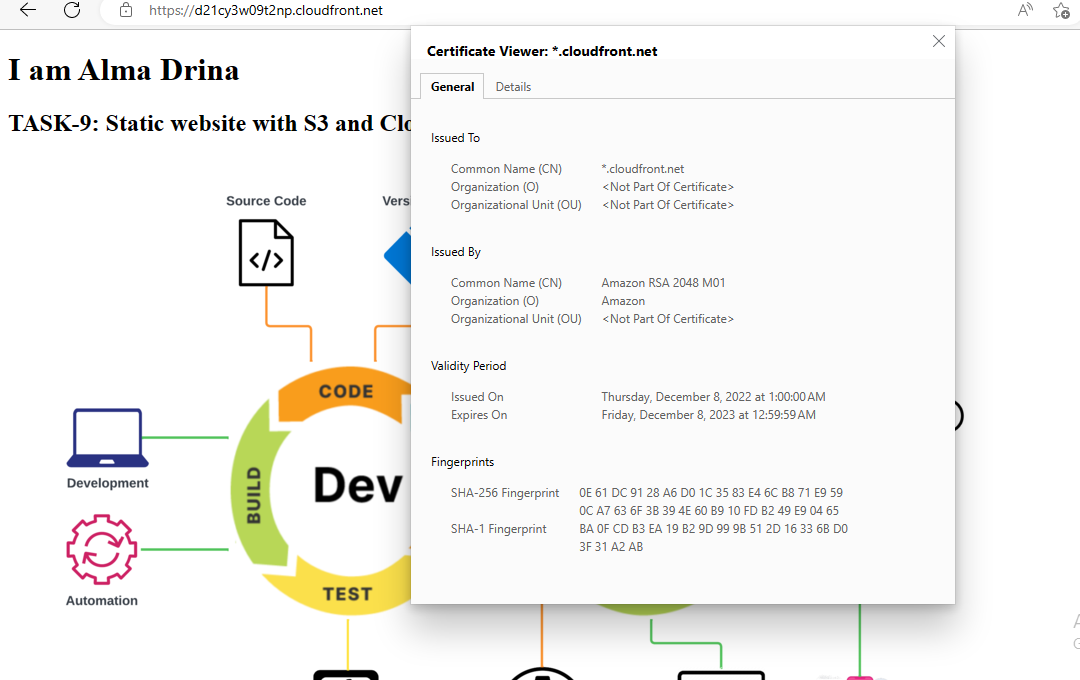 https://d21cy3w09t2np.cloudfront.net
I am Alma Drina
TASK-9: Static website with S3 and Clo
Source Code
Vers
CODE
BUILD
Dev
TEST
Development
Automation
Certificate Viewer: *.cloudfront.net
General Details
Issued To
Common Name (CN) *.cloudfront.net
Organization (O) <Not Part Of Certificate>
Organizational Unit (OU) <Not Part Of Certificate>
Issued By
Common Name (CN) Amazon RSA 2048 M01
Organization (O) Amazon
Organizational Unit (OU) <Not Part Of Certificate>
Validity Period
Issued On Thursday, December 8, 2022 at 1:00:00 AM
Expires On Friday, December 8, 2023 at 12:59:59 AM
Fingerprints
SHA-256 Fingerprint 0E 61 DC 91 28 A6 D0 1C 35 83 E4 6C B8 71 E9 59
0C A7 63 6F 3B 39 4E 60 B9 10 FD B2 49 E9 04 65
SHA-1 Fingerprint BA 0F CD B3 EA 19 B2 9D 99 9B 51 2D 16 33 6B D0
3F 31 A2 AB